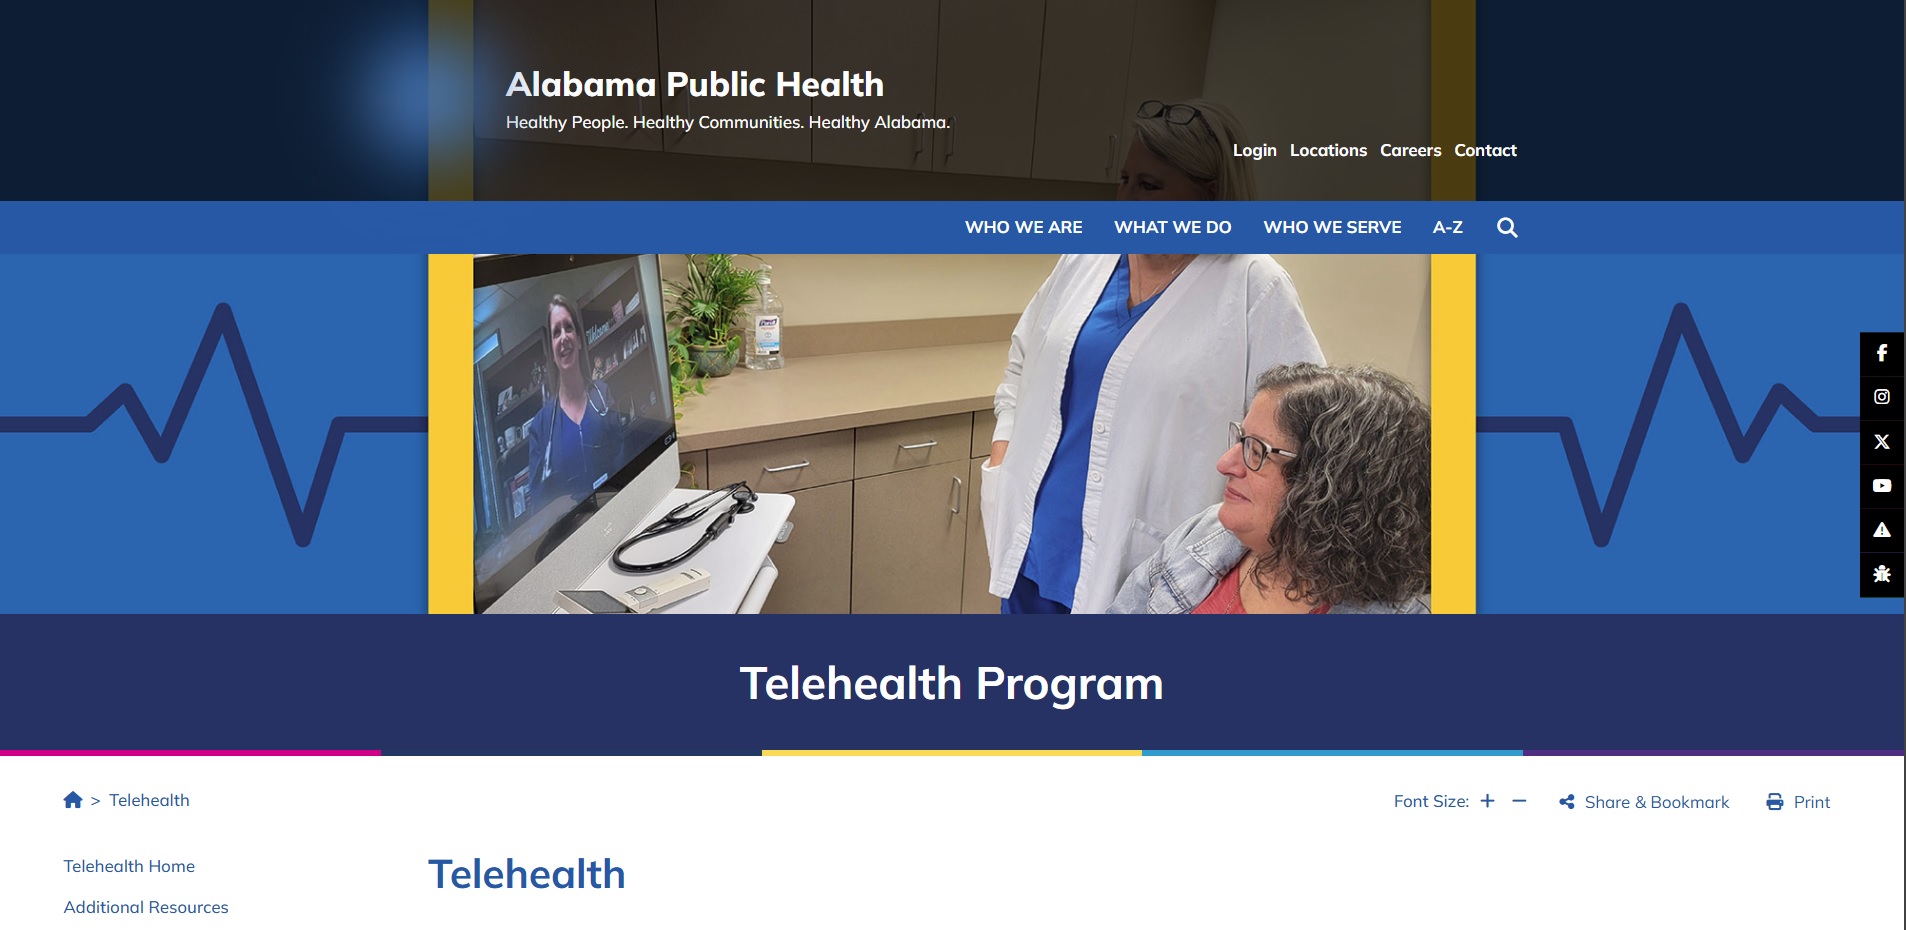 Alabama Public Health
Healthy People. Healthy Communities. Healthy Alabama.
Login Locations Careers Contact
WHO WE ARE WHAT WE DO WHO WE SERVE A-Z
Welcome
Telehealth Program
> Telehealth
Font Size: + − Share & Bookmark Print
Telehealth Home
Telehealth
Additional Resources